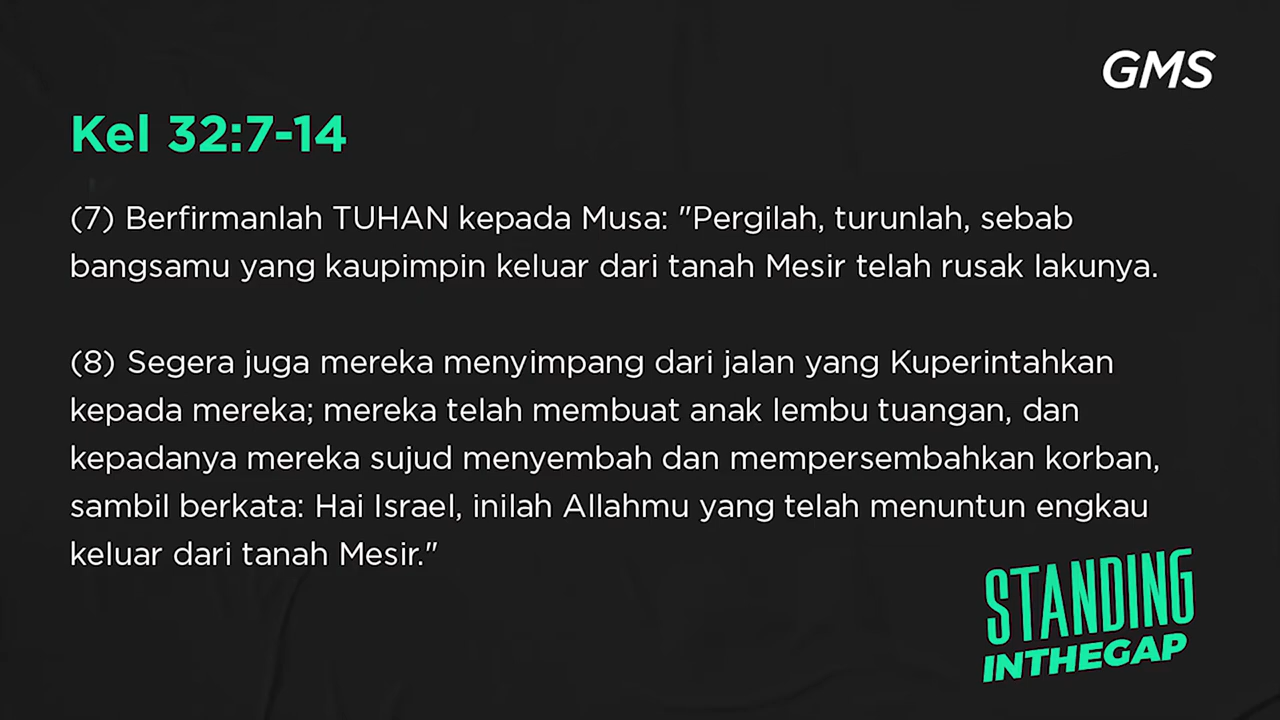 GMS
Kel 32:7-14
(7) Berfirmanlah TUHAN kepada Musa: "Pergilah, turunlah, sebab
bangsamu yang kaupimpin keluar dari tanah Mesir telah rusak lakunya.
(8) Segera juga mereka menyimpang dari jalan yang Kuperintahkan
kepada mereka; mereka telah membuat anak lembu tuangan, dan
kepadanya mereka sujud menyembah dan mempersembahkan korban,
sambil berkata: Hai Israel, inilah Allahmu yang telah menuntun engkau
keluar dari tanah Mesir."
STANDING
INTHEGAP